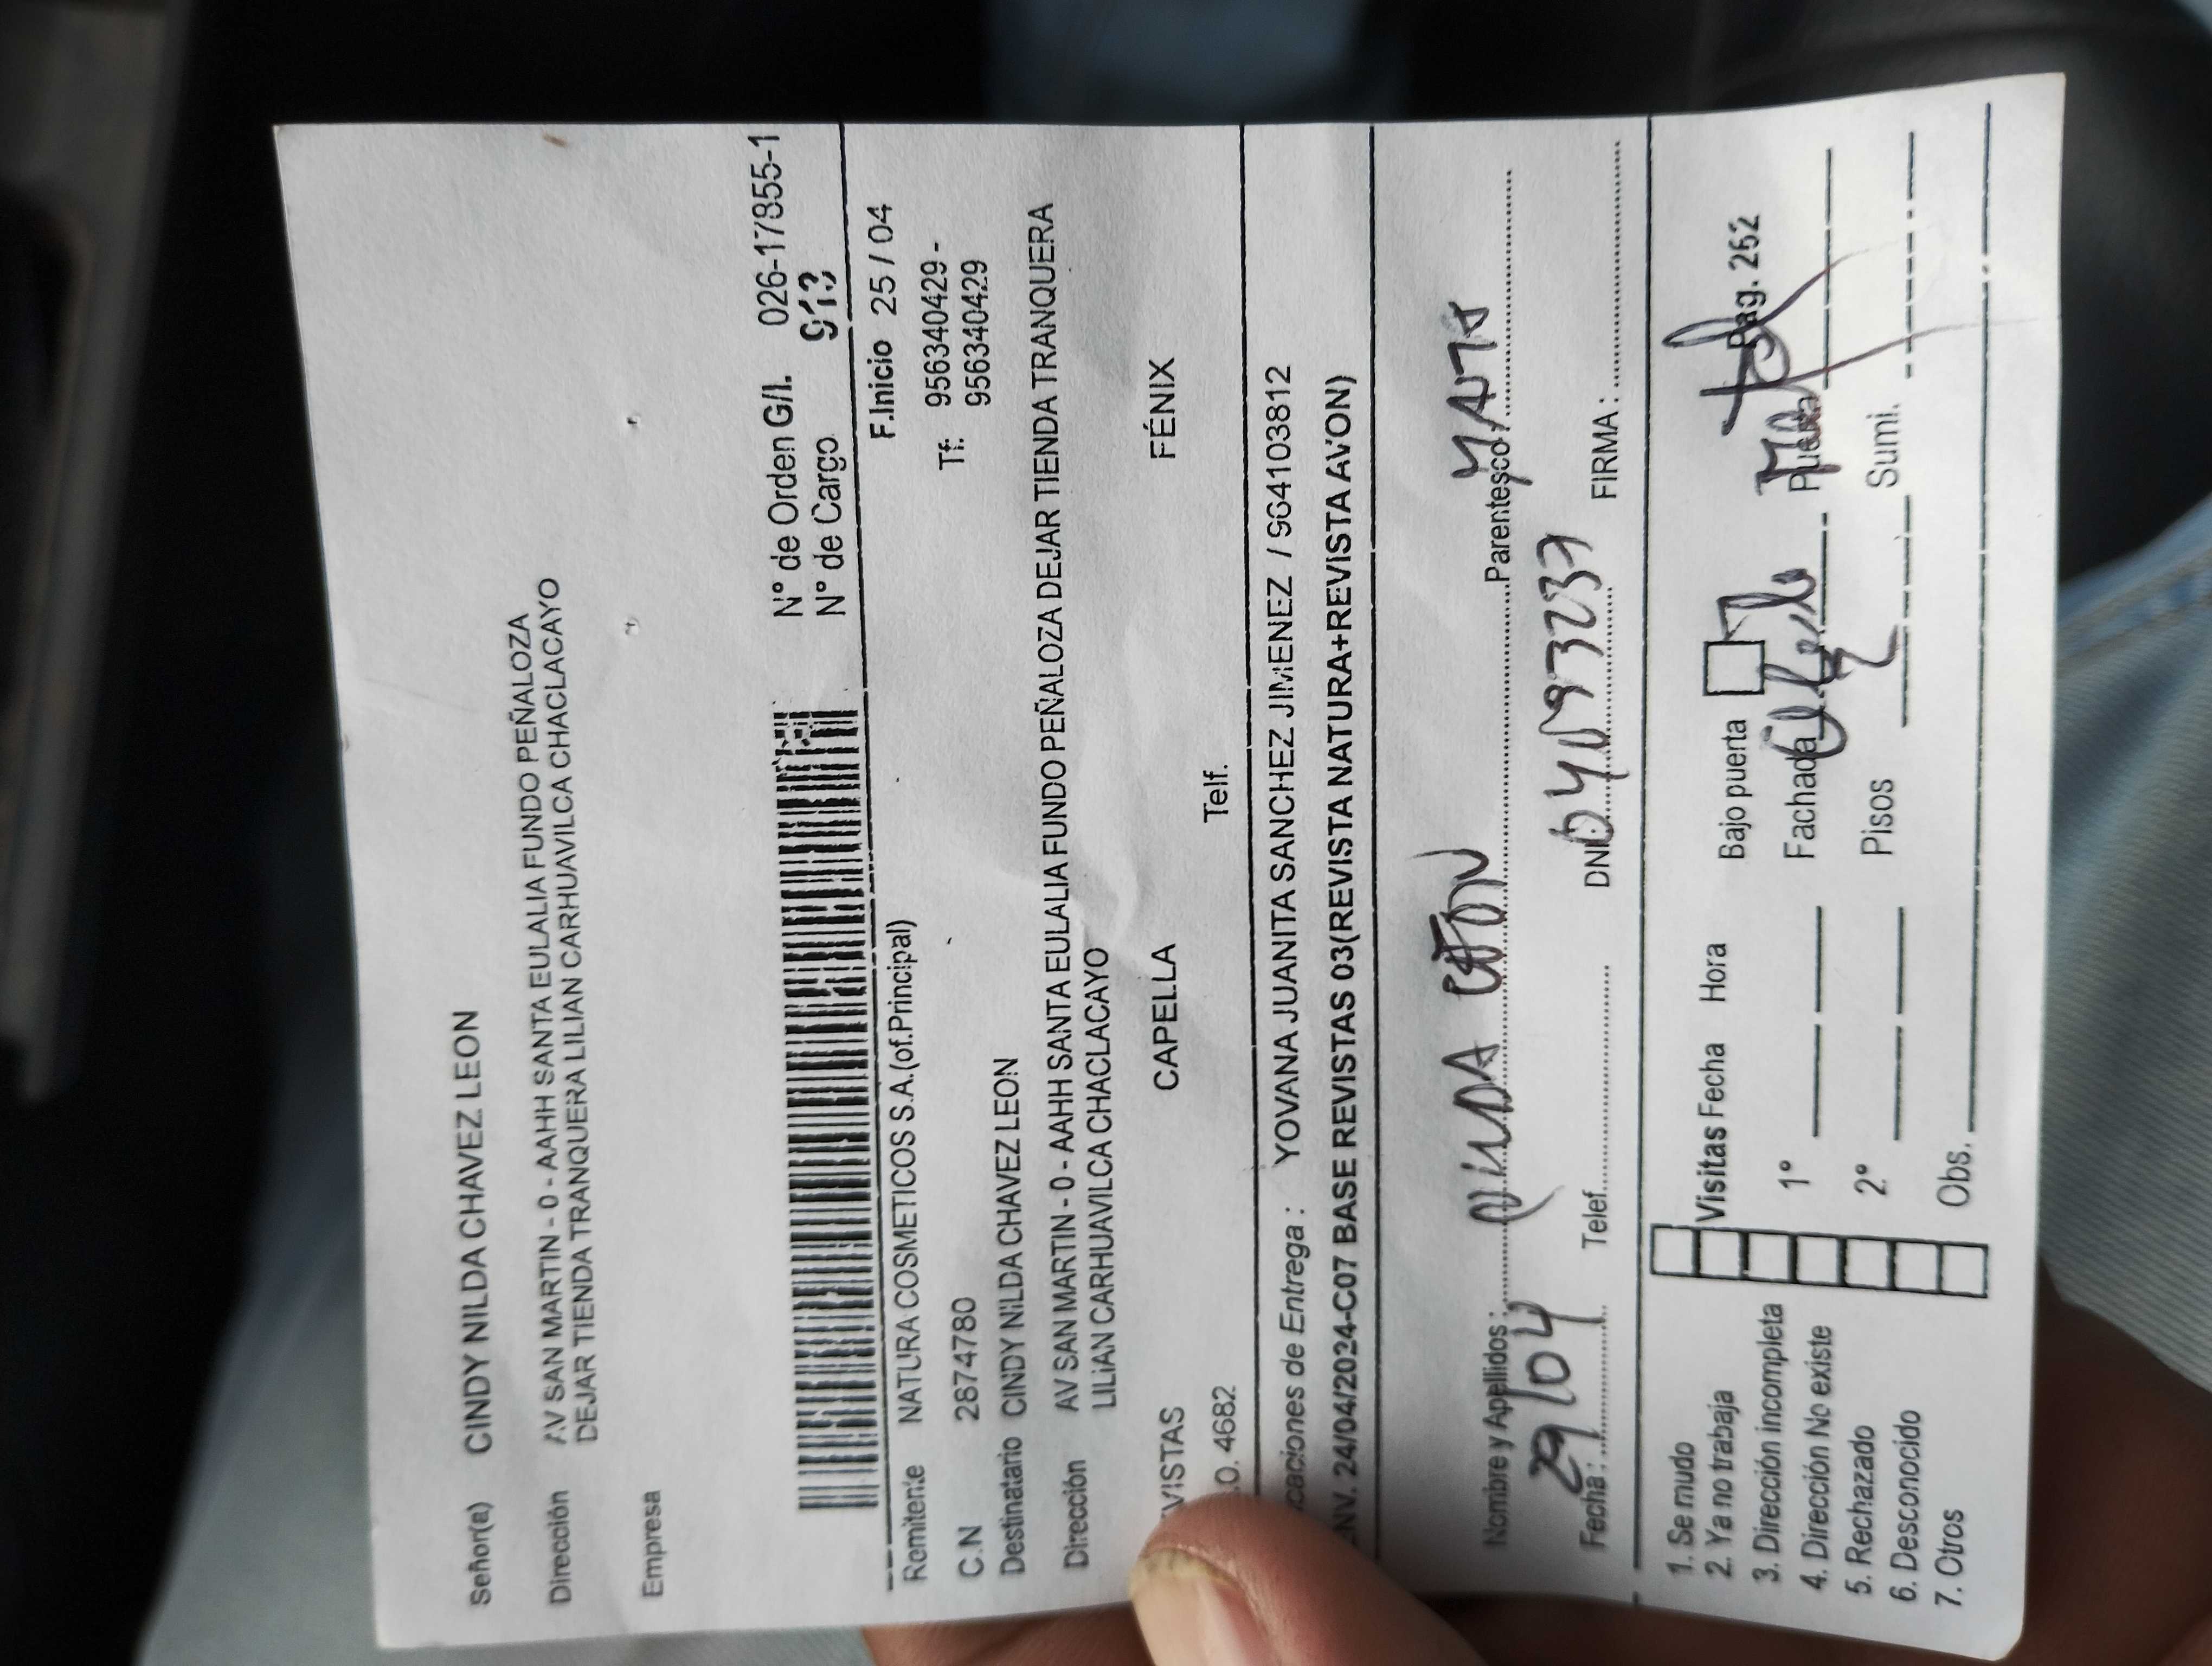 Señor(a) CINDY NILDA CHAVEZ LEON
Dirección AV SAN MARTIN - 0 - AAHH SANTA EULALIA FUNDO PEÑALOZA
DEJAR TIENDA TRANQUERA LILIAN CARHUAVILCA CHACLACAYO
Empresa
N° de Orden G/I. 026-17855-1
N° de Cargo 913
F.Inicio 25 / 04
Remitente NATURA COSMETICOS S.A.(of.Principal)
Tf: 956340429 -
C.N 2874780 956340429
Destinatario CINDY NILDA CHAVEZ LEON
Dirección AV SAN MARTIN - 0 - AAHH SANTA EULALIA FUNDO PEÑALOZA DEJAR TIENDA TRANQUERA
LILIAN CARHUAVILCA CHACLACAYO
VISTAS CAPELLA FÉNIX
.O. 4682 Telf.
caciones de Entrega : YOVANA JUANITA SANCHEZ JIMENEZ / 964103812
NV. 24/04/2024-C07 BASE REVISTAS 03(REVISTA NATURA+REVISTA AVON)
Nombre y Apellidos : NILDA Parentesco
Fecha : 29/04 Telef. DNI FIRMA :
1. Se mudo
2. Ya no trabaja Visitas Fecha Hora Bajo puerta Pag. 262
3. Dirección incompleta
4. Dirección No existe 1° Fachada Puerta
5. Rechazado
6. Desconocido 2° Pisos 2 Sumi.
7. Otros Obs.